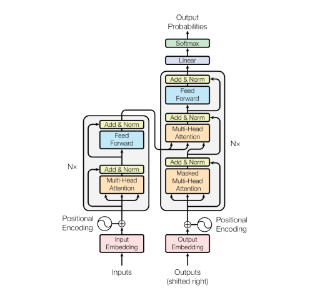 Output
Probabilities
Softmax
Linear
Add & Norm
Feed
Forward
Add & Norm
Multi-Head
Attention
Add & Norm
Masked
Multi-Head
Attention
N×
Positional
Encoding
Output
Embedding
Outputs
(shifted right)
Add & Norm
Feed
Forward
Add & Norm
Multi-Head
Attention
N×
Positional
Encoding
Input
Embedding
Inputs